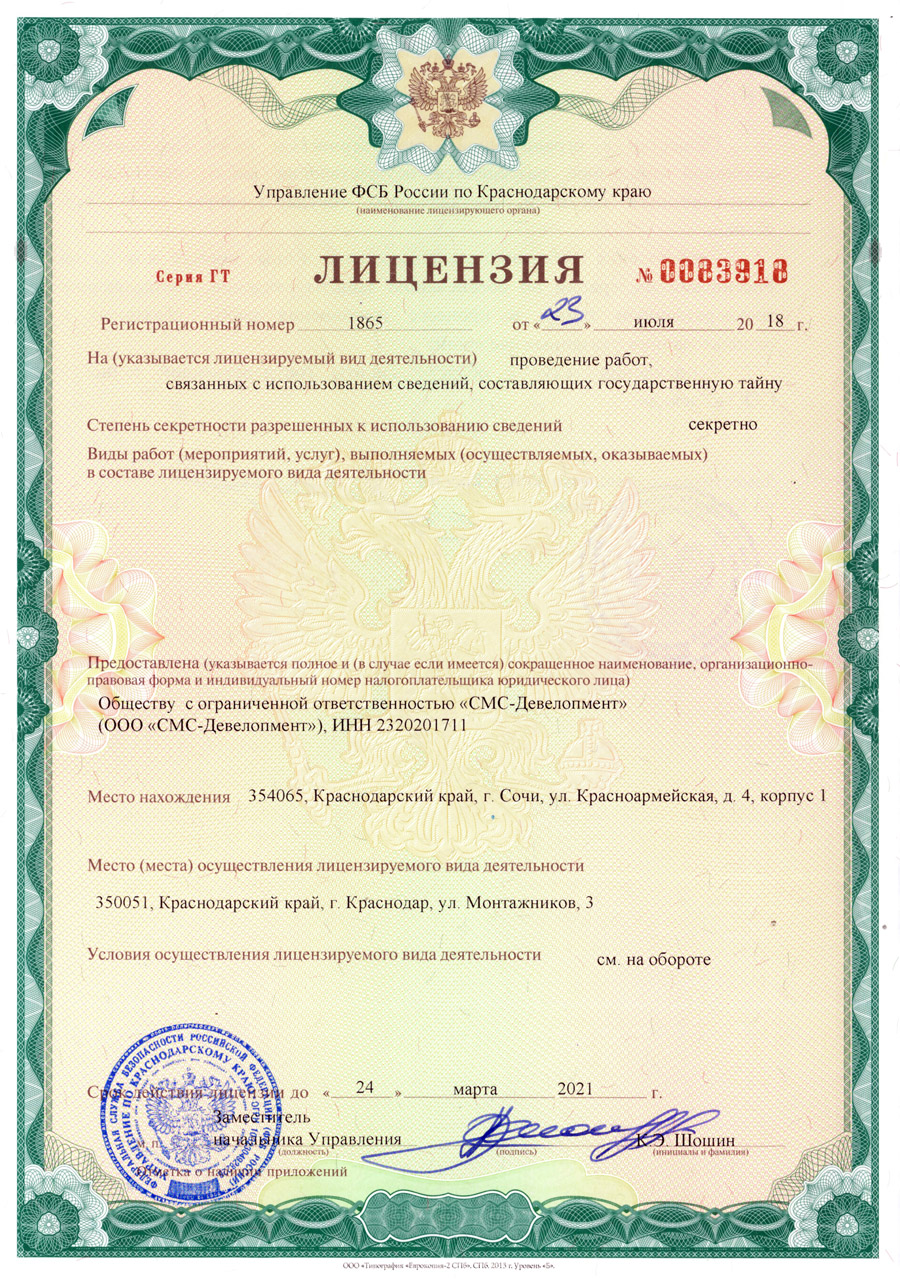 Управление ФСБ России по Краснодарскому краю
(наименование лицензирующего органа)
Серия ГТ ЛИЦЕНЗИЯ № 0083918
Регистрационный номер 1865 от «23» июля 2018 г.
На (указывается лицензируемый вид деятельности) проведение работ,
связанных с использованием сведений, составляющих государственную тайну
Степень секретности разрешенных к использованию сведений секретно
Виды работ (мероприятий, услуг), выполняемых (осуществляемых, оказываемых)
в составе лицензируемого вида деятельности
Предоставлена (указывается полное и (в случае если имеется) сокращенное наименование, организационно-
правовая форма и индивидуальный номер налогоплательщика юридического лица)
Обществу с ограниченной ответственностью «СМС-Девелопмент»
(ООО «СМС-Девелопмент»), ИНН 2320201711
Место нахождения 354065, Краснодарский край, г. Сочи, ул. Красноармейская, д. 4, корпус 1
Место (места) осуществления лицензируемого вида деятельности
350051, Краснодарский край, г. Краснодар, ул. Монтажников, 3
Условия осуществления лицензируемого вида деятельности см. на обороте
Срок действия лицензии до «24» марта 2021 г.
Заместитель
м.п. начальника Управления К.Э. Шошин
(должность) (подпись) (инициалы и фамилия)
Отметка о наличии приложений
ФЕДЕРАЛЬНАЯ СЛУЖБА БЕЗОПАСНОСТИ РОССИЙСКОЙ ФЕДЕРАЦИИ
УПРАВЛЕНИЕ ПО КРАСНОДАРСКОМУ КРАЮ
ООО «Типография «Еврокопия-2 СПб», СПб, 2013 г. Уровень «Б».